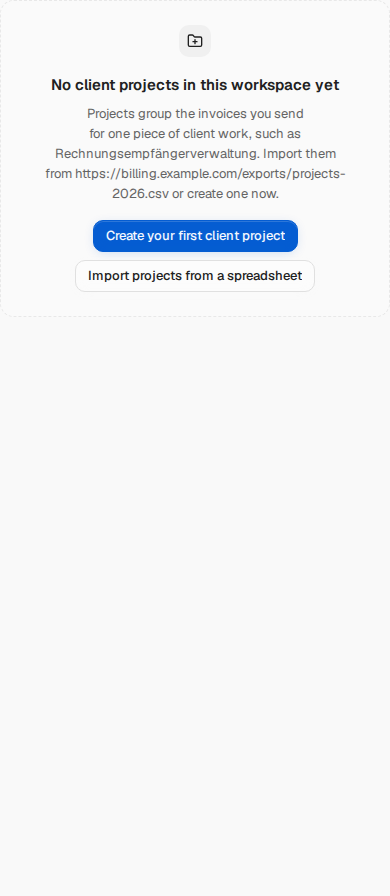 No client projects in this workspace yet
Projects group the invoices you send
for one piece of client work, such as
Rechnungsempfängerverwaltung. Import them
from https://billing.example.com/exports/projects-
2026.csv or create one now.
Create your first client project
Import projects from a spreadsheet